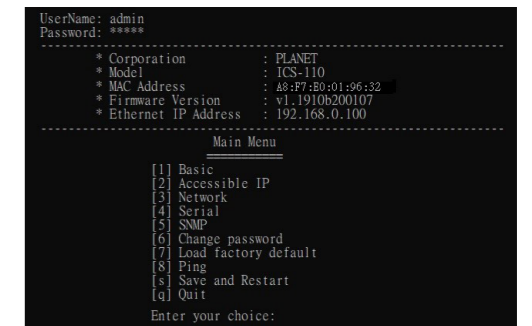 UserName: admin
Password: *****
* Corporation : PLANET
* Model : ICS-110
* MAC Address : A8:F7:E0:01:96:32
* Firmware Version : v1.1910b200107
* Ethernet IP Address : 192.168.0.100
Main Menu
[1] Basic
[2] Accessible IP
[3] Network
[4] Serial
[5] SNMP
[6] Change password
[7] Load factory default
[8] Ping
[s] Save and Restart
[q] Quit
Enter your choice: